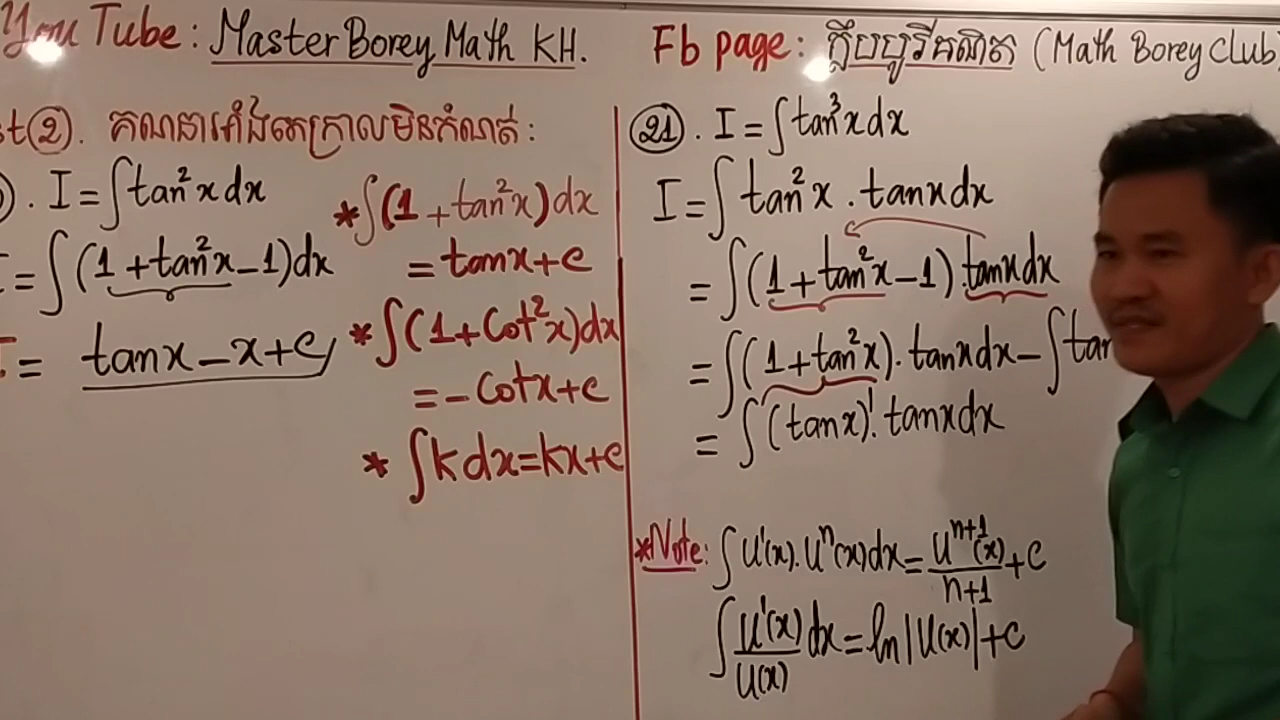 You Tube: Master Borey Math KH.
Fb page: ក្លឹបបូរីគណិត (Math Borey Club)
②. គណនាអាំងតេក្រាលមិនកំណត់:
. I = ∫tan²x dx
= ∫(1 + tan²x - 1)dx
I = tanx - x + c
*∫(1 + tan²x)dx
= tanx + c
*∫(1 + Cot²x)dx
= - Cotx + c
* ∫k dx = kx + c
㉑. I = ∫tan³x dx
I = ∫tan²x . tanx dx
= ∫(1 + tan²x - 1).tanx dx
= ∫(1 + tan²x). tanx dx - ∫tan
= ∫(tanx)'. tanx dx
*Note: ∫U'(x).Uⁿ(x)dx = Uⁿ⁺¹(x)/n+1 + c
∫U'(x)/U(x) dx = ln|U(x)| + c